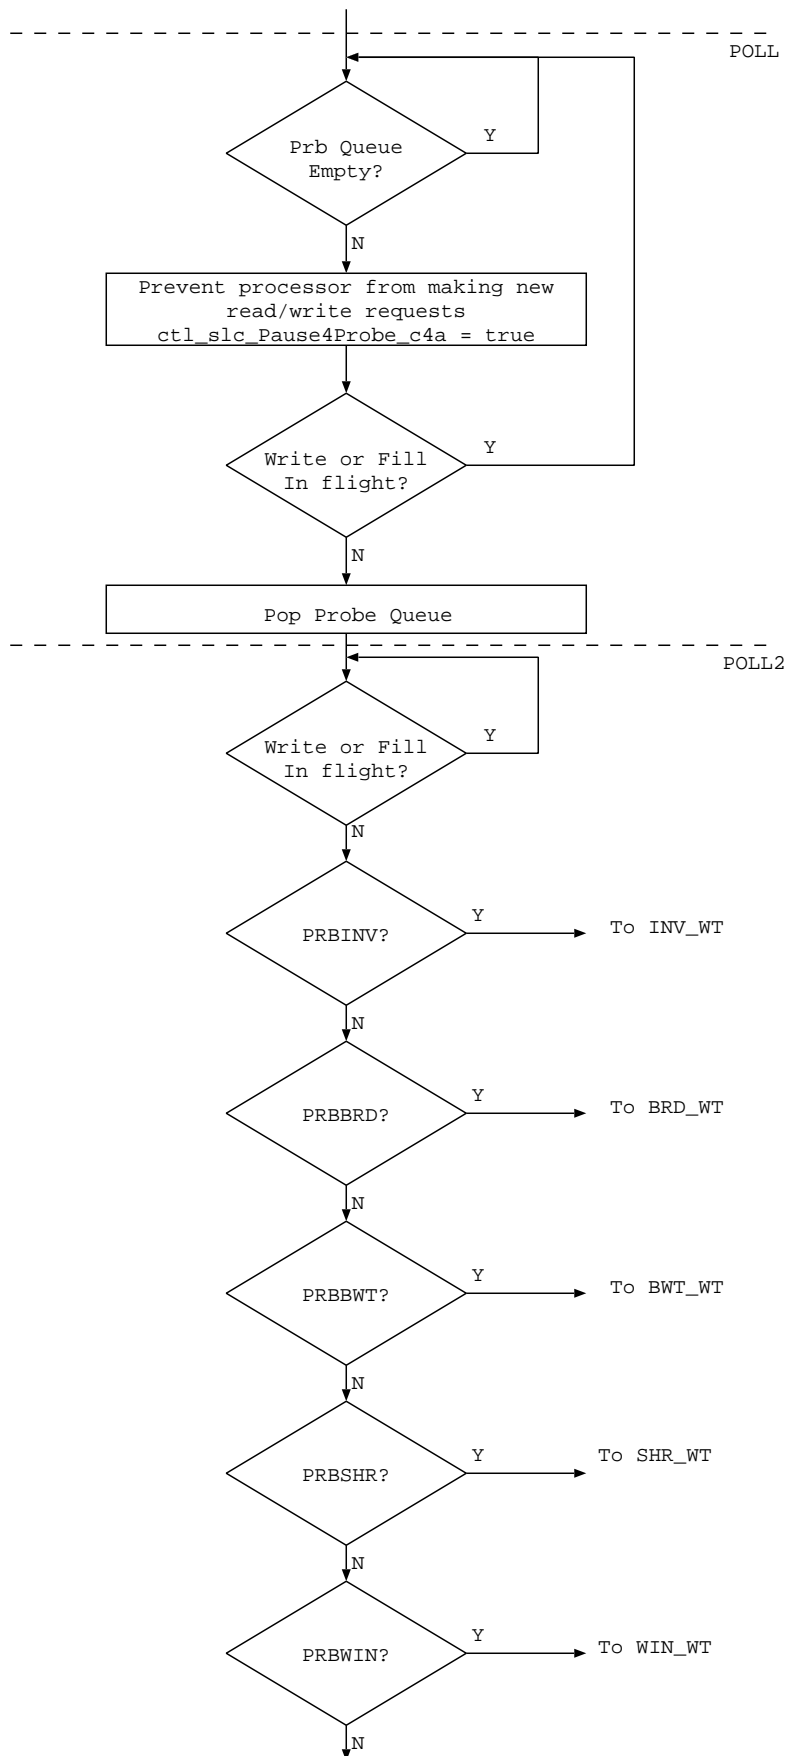 POLL
Prb Queue
Empty?
Y
N
Prevent processor from making new
read/write requests
ctl_slc_Pause4Probe_c4a = true
Write or Fill
In flight?
Y
N
Pop Probe Queue
POLL2
Write or Fill
In flight?
Y
N
PRBINV?
Y
To INV_WT
N
PRBBRD?
Y
To BRD_WT
N
PRBBWT?
Y
To BWT_WT
N
PRBSHR?
Y
To SHR_WT
N
PRBWIN?
Y
To WIN_WT
N